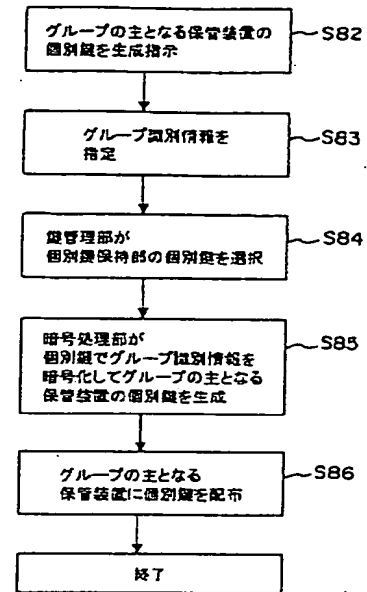 グループの主となる保管装置の
個別鍵を生成指示
S82
グループ識別情報を
指定
S83
鍵管理部が
個別鍵保持部の個別鍵を選択
S84
暗号処理部が
個別鍵でグループ識別情報を
暗号化してグループの主となる
保管装置の個別鍵を生成
S85
グループの主となる
保管装置に個別鍵を配布
S86
終了